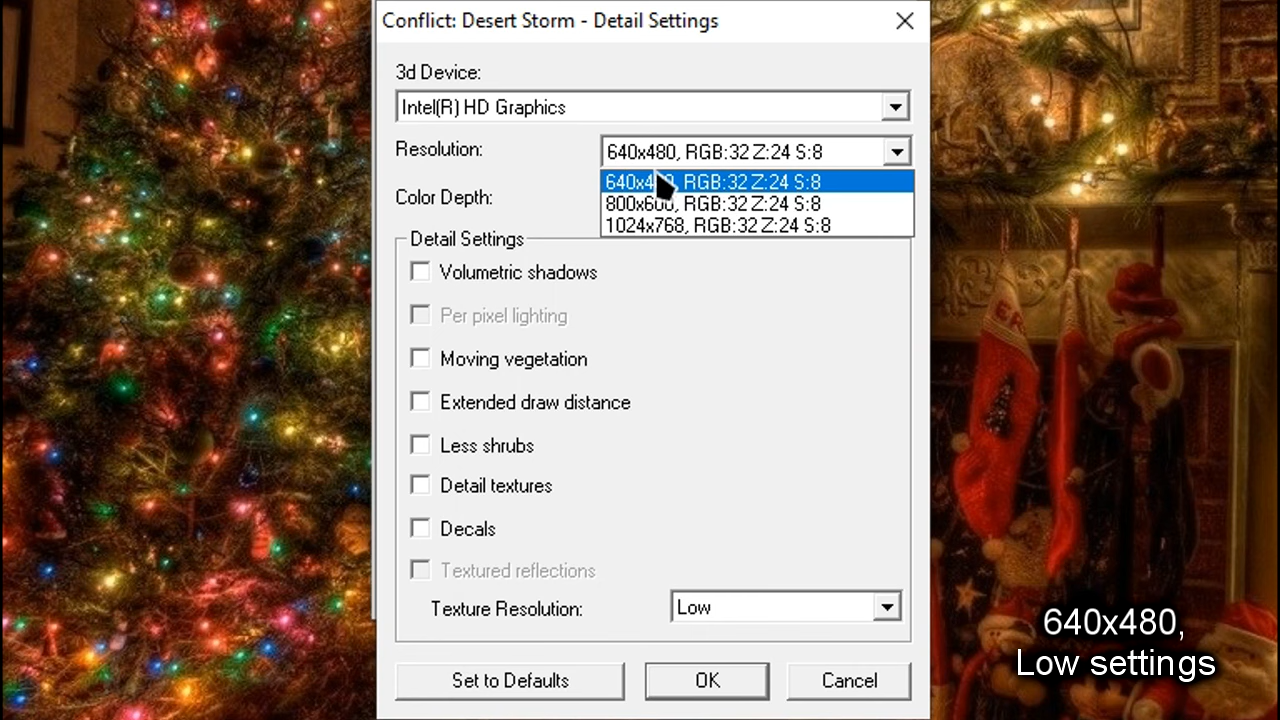 Conflict: Desert Storm - Detail Settings
3d Device:
Intel(R) HD Graphics
Resolution:
640x480, RGB:32 Z:24 S:8
640x480, RGB:32 Z:24 S:8
800x600, RGB:32 Z:24 S:8
1024x768, RGB:32 Z:24 S:8
Color Depth:
Detail Settings
Volumetric shadows
Per pixel lighting
Moving vegetation
Extended draw distance
Less shrubs
Detail textures
Decals
Textured reflections
Texture Resolution:
Low
Set to Defaults
OK
Cancel
640x480,
Low settings